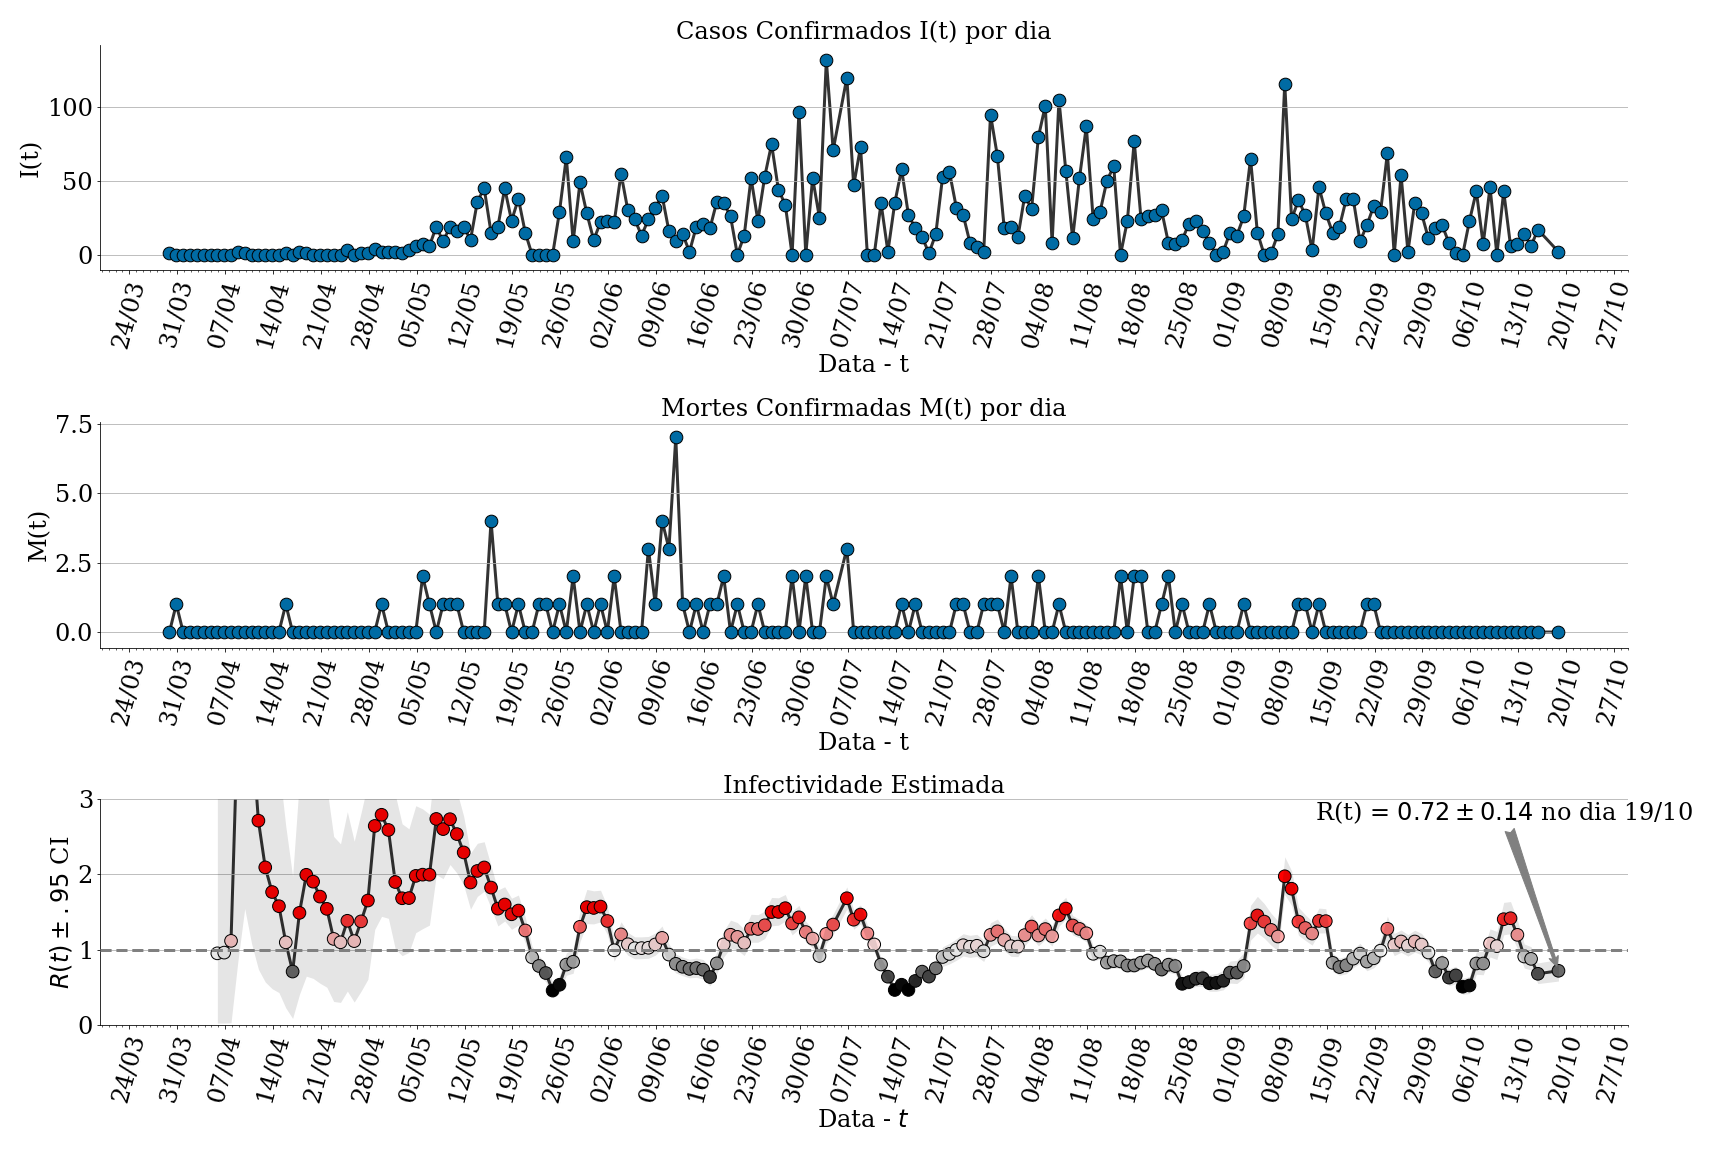 Casos Confirmados I(t) por dia
I(t)
100
50
0
24/03 31/03 07/04 14/04 21/04 28/04 05/05 12/05 19/05 26/05 02/06 09/06 16/06 23/06 30/06 07/07 14/07 21/07 28/07 04/08 11/08 18/08 25/08 01/09 08/09 15/09 22/09 29/09 06/10 13/10 20/10 27/10
Data - t
Mortes Confirmadas M(t) por dia
M(t)
7.5
5.0
2.5
0.0
24/03 31/03 07/04 14/04 21/04 28/04 05/05 12/05 19/05 26/05 02/06 09/06 16/06 23/06 30/06 07/07 14/07 21/07 28/07 04/08 11/08 18/08 25/08 01/09 08/09 15/09 22/09 29/09 06/10 13/10 20/10 27/10
Data - t
Infectividade Estimada
R(t) ± .95 CI
3
2
1
0
R(t) = 0.72 ± 0.14 no dia 19/10
24/03 31/03 07/04 14/04 21/04 28/04 05/05 12/05 19/05 26/05 02/06 09/06 16/06 23/06 30/06 07/07 14/07 21/07 28/07 04/08 11/08 18/08 25/08 01/09 08/09 15/09 22/09 29/09 06/10 13/10 20/10 27/10
Data - t